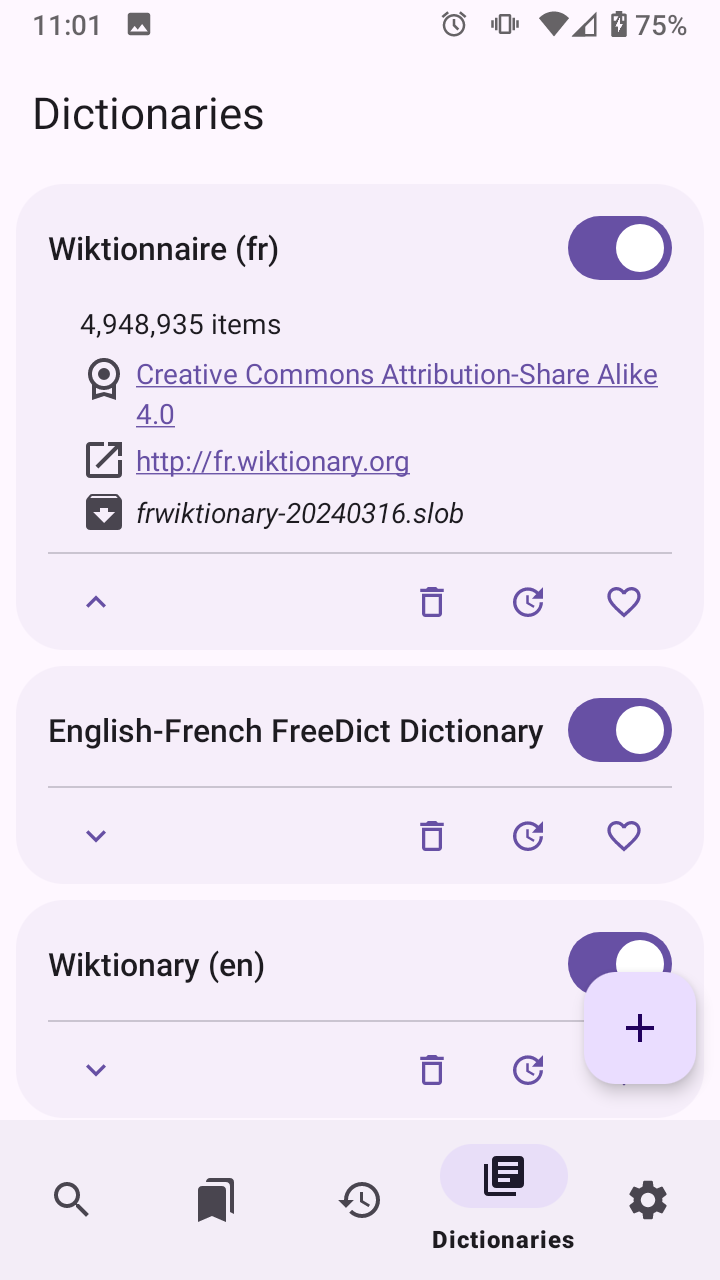 11:01
75%
Dictionaries
Wiktionnaire (fr)
4,948,935 items
Creative Commons Attribution-Share Alike
4.0
http://fr.wiktionary.org
frwiktionary-20240316.slob
English-French FreeDict Dictionary
Wiktionary (en)
Dictionaries